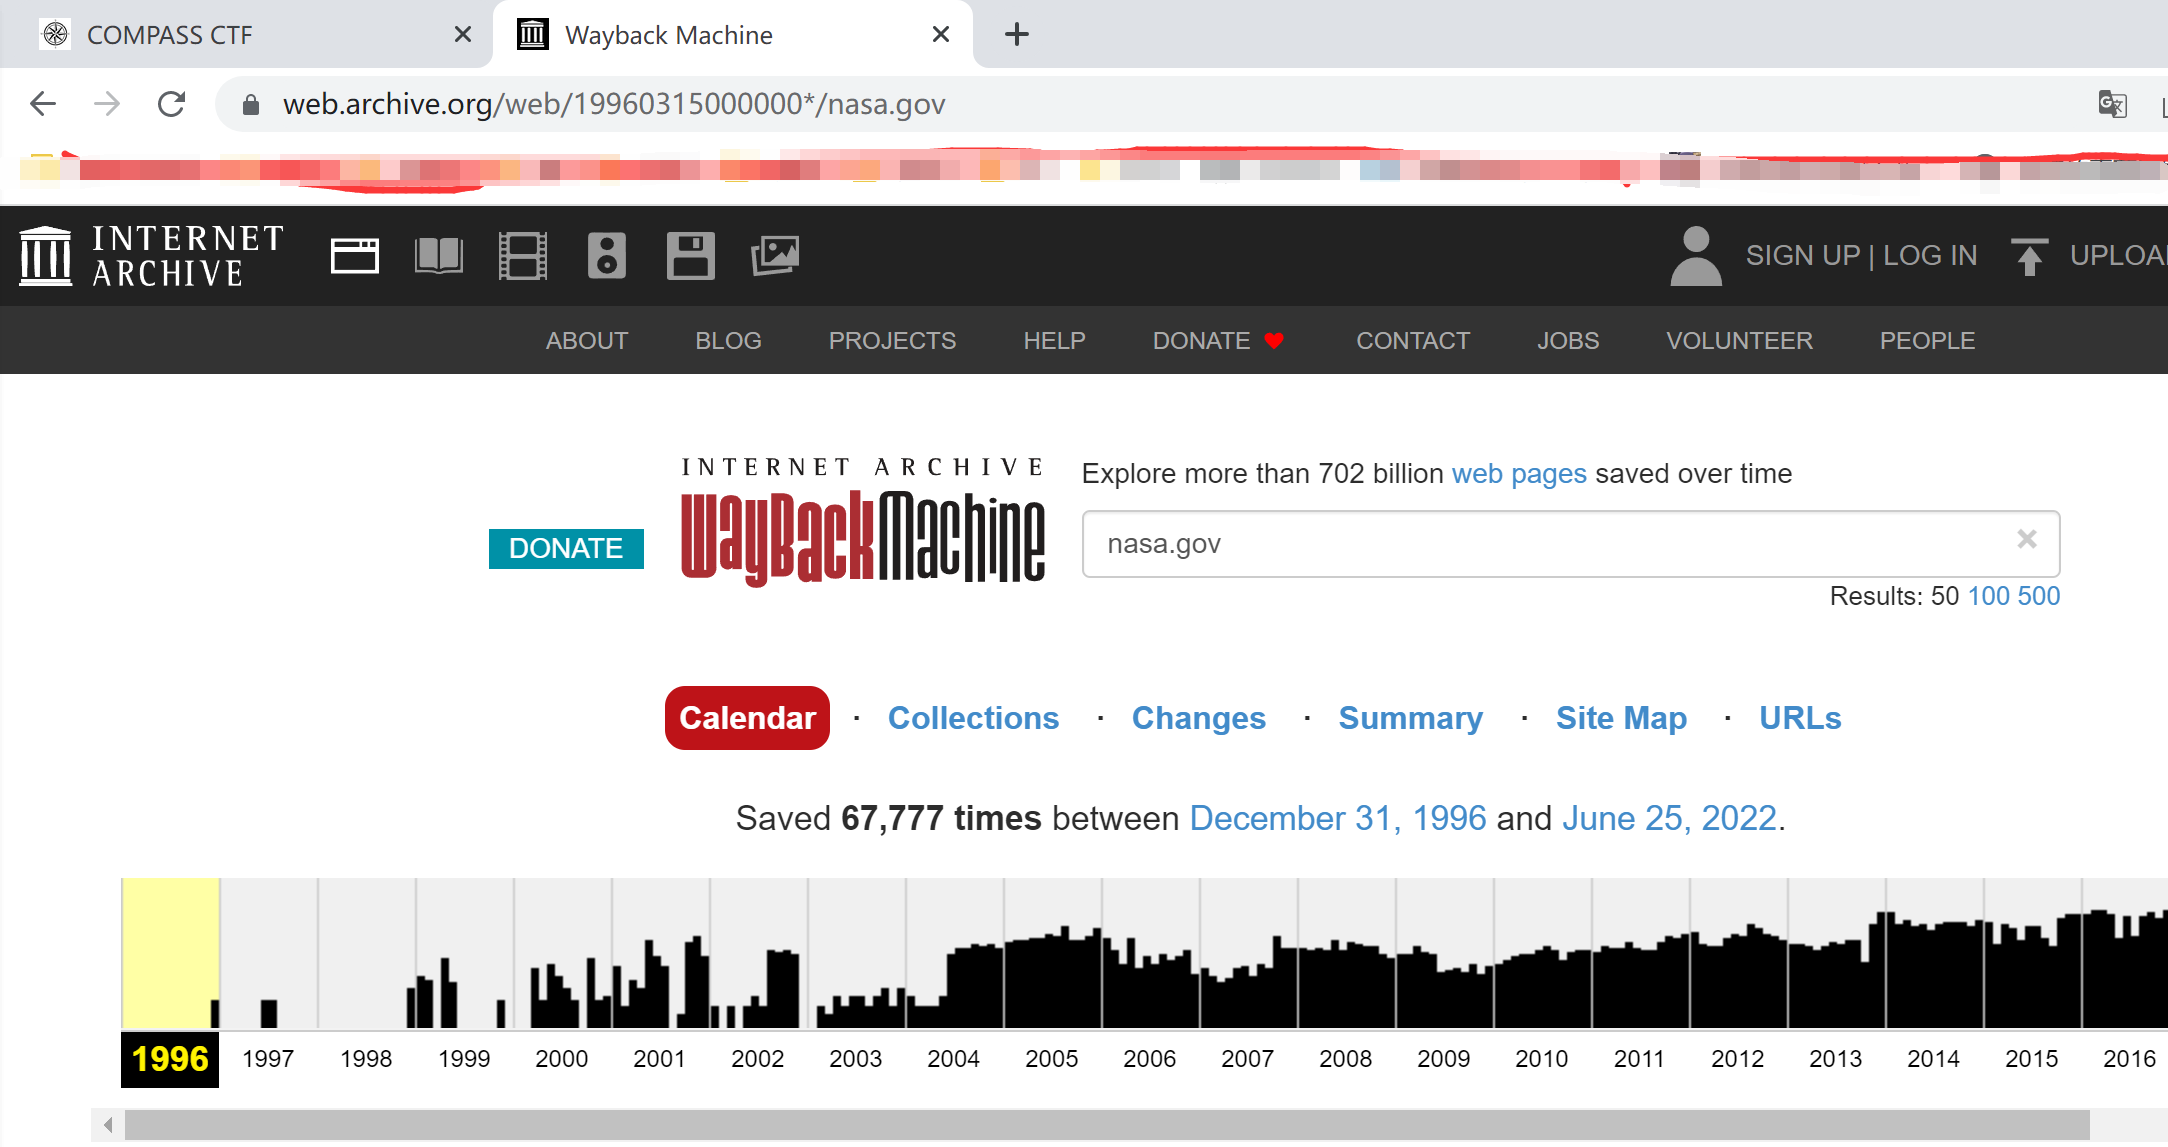 COMPASS CTF
Wayback Machine
web.archive.org/web/19960315000000*/nasa.gov
INTERNET ARCHIVE
SIGN UP | LOG IN
UPLOA
ABOUT BLOG PROJECTS HELP DONATE CONTACT JOBS VOLUNTEER PEOPLE
INTERNET ARCHIVE
WayBackMachine
DONATE
Explore more than 702 billion web pages saved over time
nasa.gov
Results: 50 100 500
Calendar · Collections · Changes · Summary · Site Map · URLs
Saved 67,777 times between December 31, 1996 and June 25, 2022.
1996 1997 1998 1999 2000 2001 2002 2003 2004 2005 2006 2007 2008 2009 2010 2011 2012 2013 2014 2015 2016